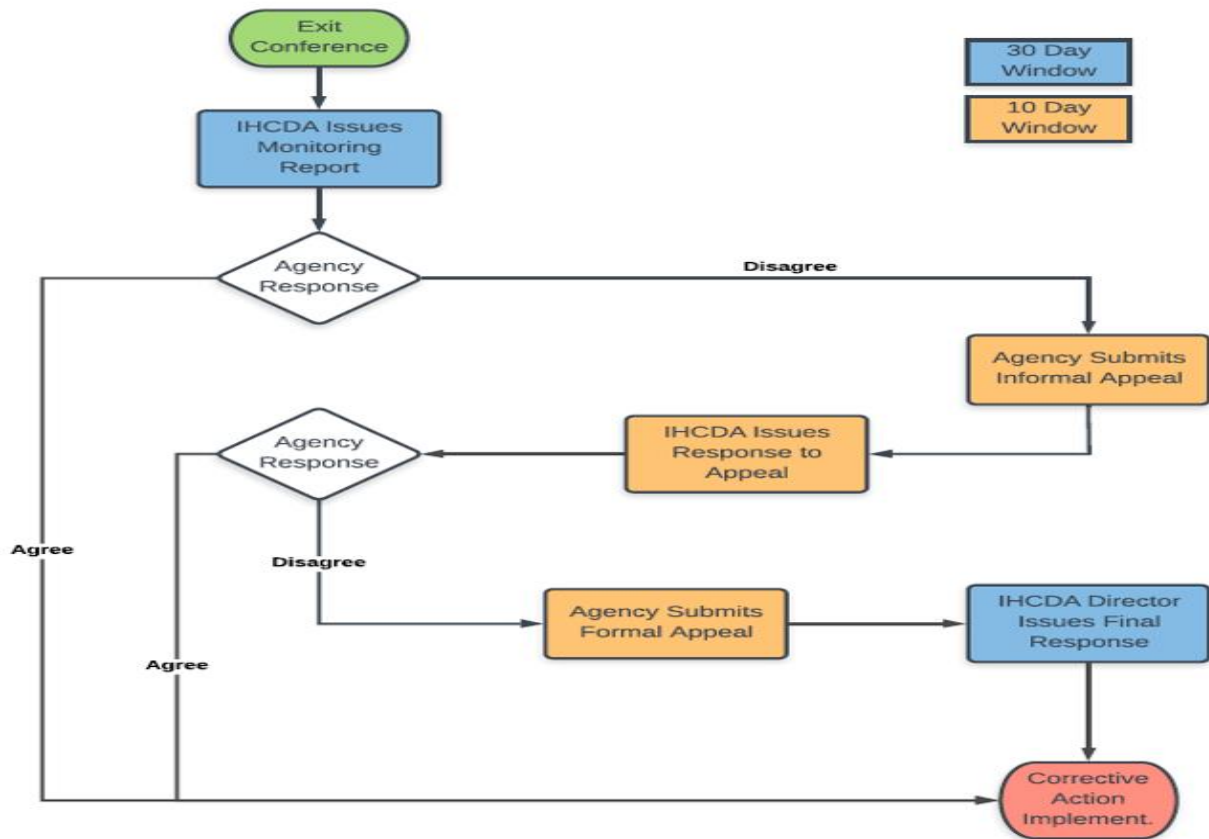 Exit
Conference
30 Day
Window
10 Day
Window
IHCDA Issues
Monitoring
Report
Agency
Response
Disagree
Agency Submits
Informal Appeal
IHCDA Issues
Response to
Appeal
Agency
Response
Agree
Disagree
Agency Submits
Formal Appeal
IHCDA Director
Issues Final
Response
Agree
Corrective
Action
Implement.